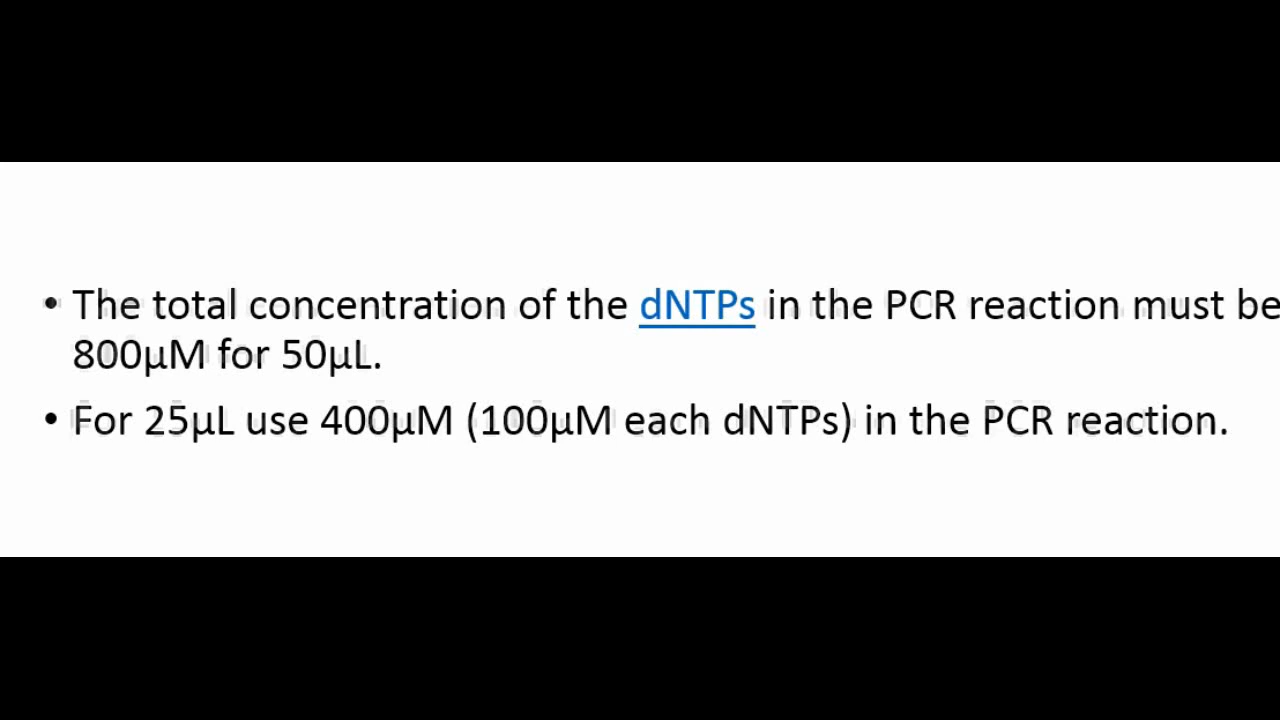 • The total concentration of the dNTPs in the PCR reaction must be
800µM for 50µL.
• For 25µL use 400µM (100µM each dNTPs) in the PCR reaction.